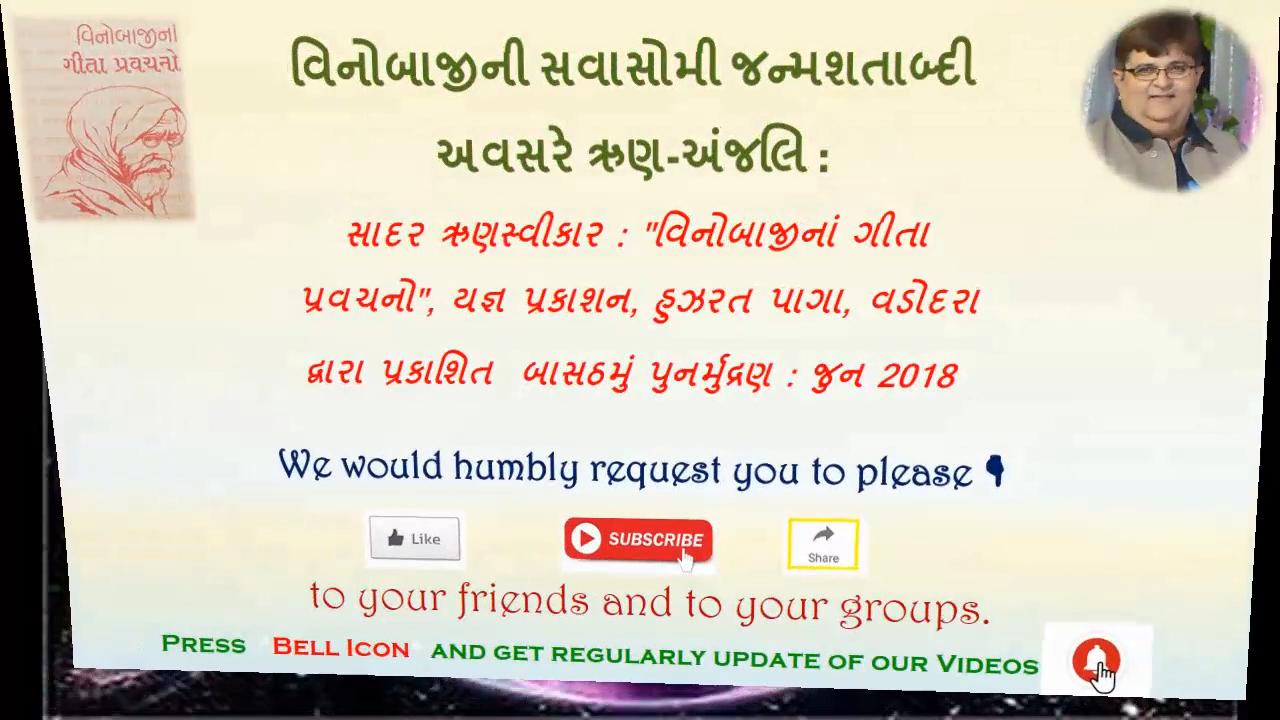 વિનોબાજીનાં
ગીતા પ્રવચનો
વિનોબાજીની સવાસોમી જન્મશતાબ્દી
અવસરે ઋણ-અંજલિ :
સાદર ઋણસ્વીકાર : "વિનોબાજીનાં ગીતા
પ્રવચનો", યજ્ઞ પ્રકાશન, હુઝરત પાગા, વડોદરા
દ્વારા પ્રકાશિત બાસઠમું પુનર્મુદ્રણ : જુન 2018
We would humbly request you to please 👇
Like
SUBSCRIBE
Share
to your friends and to your groups.
PRESS BELL ICON AND GET REGULARLY UPDATE OF OUR VIDEOS